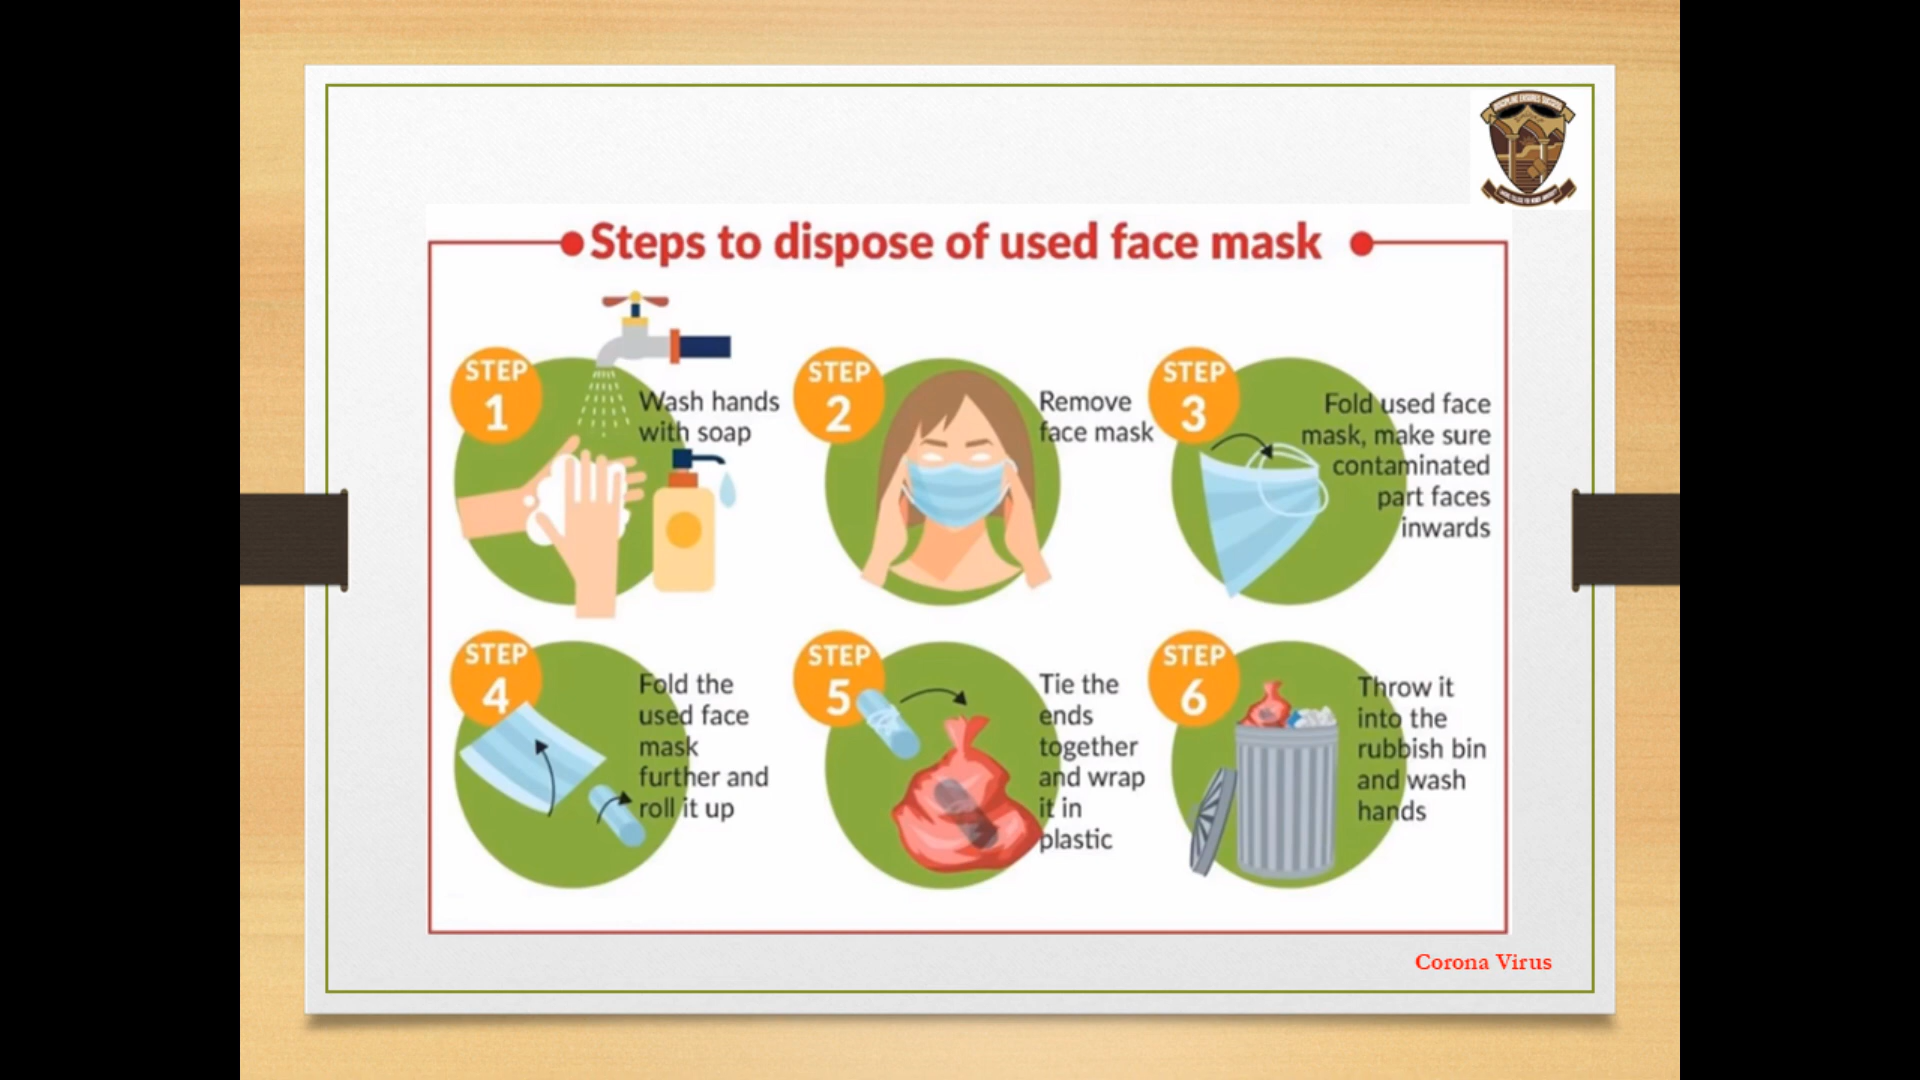 DISCIPLINE ENSURES SUCCESS
Steps to dispose of used face mask
STEP
1
Wash hands
with soap
STEP
2
Remove
face mask
STEP
3
Fold used face
mask, make sure
contaminated
part faces
inwards
STEP
4
Fold the
used face
mask
further and
roll it up
STEP
5
Tie the
ends
together
and wrap
it in
plastic
STEP
6
Throw it
into the
rubbish bin
and wash
hands
Corona Virus